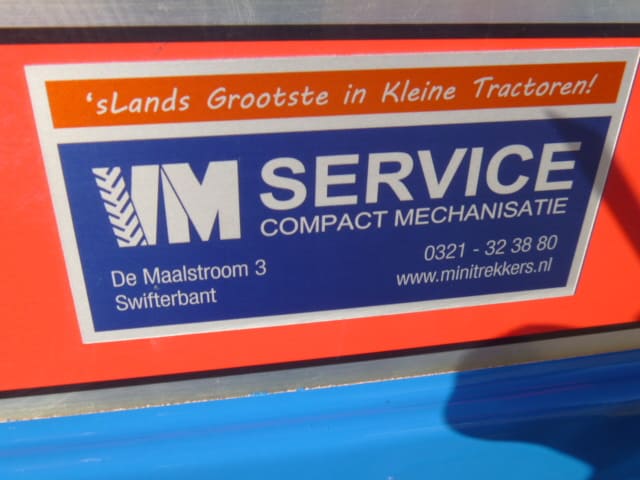 'sLands Grootste in Kleine Tractoren!
VM SERVICE
COMPACT MECHANISATIE
De Maalstroom 3
Swifterbant
0321 - 32 38 80
www.minitrekkers.nl